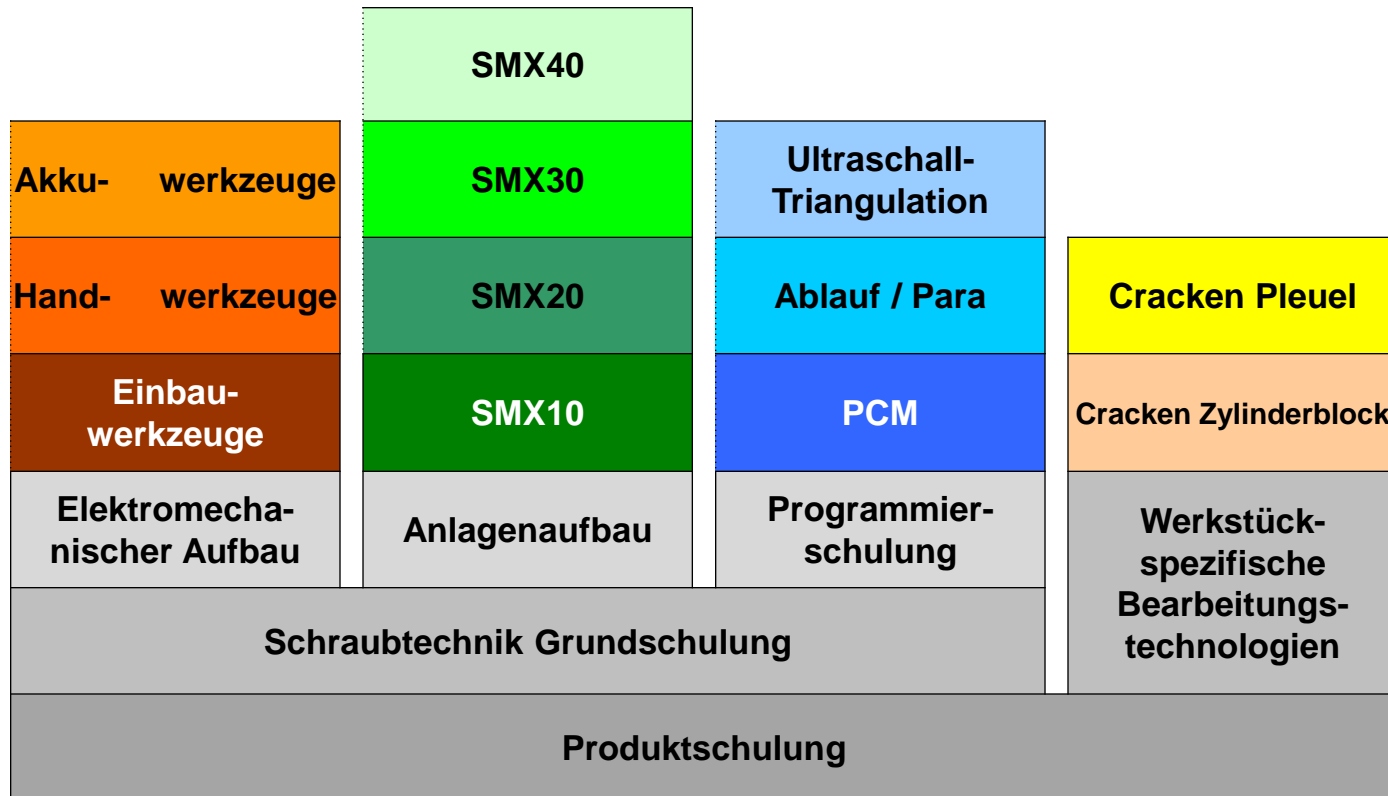 SMX40
Akku- werkzeuge
SMX30
Ultraschall-
Triangulation
Hand- werkzeuge
SMX20
Ablauf / Para
Cracken Pleuel
Einbau-
werkzeuge
SMX10
PCM
Cracken Zylinderblock
Elektromecha-
nischer Aufbau
Anlagenaufbau
Programmier-
schulung
Werkstück-
spezifische
Bearbeitungs-
technologien
Schraubtechnik Grundschulung
Produktschulung